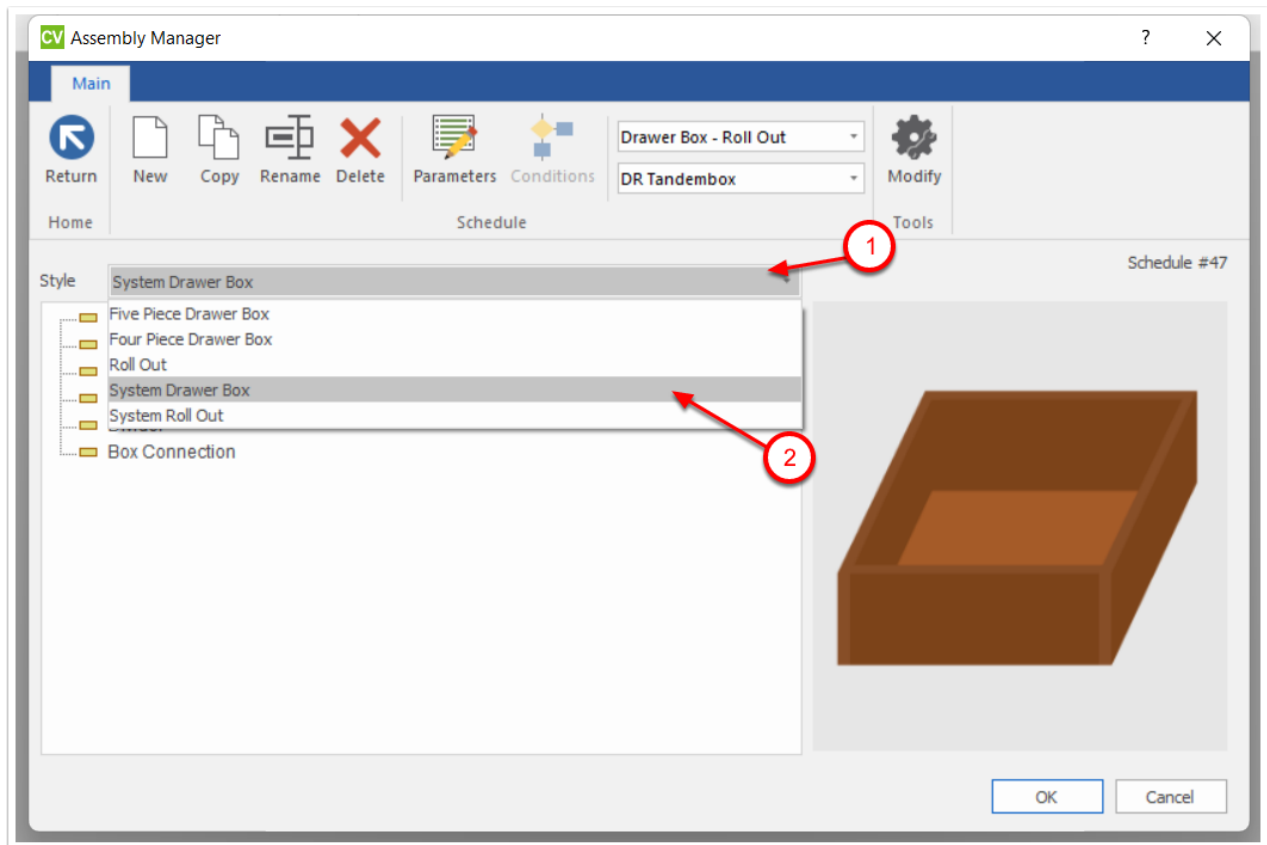 CV Assembly Manager ?
Main
Return New Copy Rename Delete Parameters Conditions Drawer Box - Roll Out Modify
DR Tandembox
Home Schedule Tools
1
Schedule #47
Style System Drawer Box
Five Piece Drawer Box
Four Piece Drawer Box
Roll Out
System Drawer Box
System Roll Out
Box Connection
2
OK Cancel